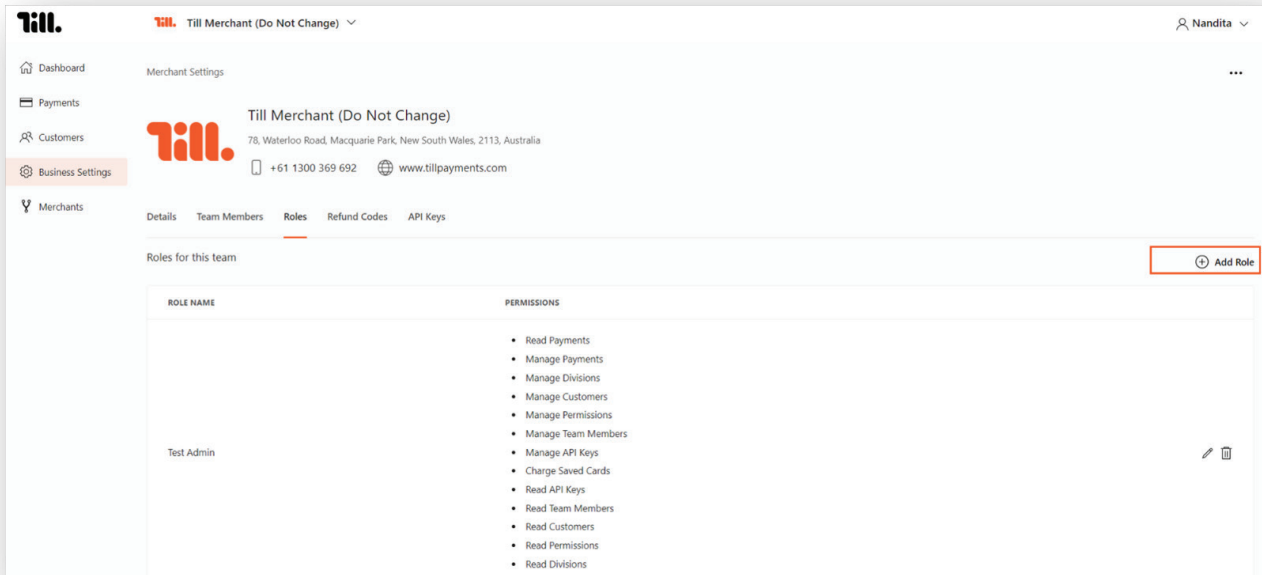 Till.
Till. Till Merchant (Do Not Change)
Nandita
Dashboard
Payments
Customers
Business Settings
Merchants
Merchant Settings
Till.
Till Merchant (Do Not Change)
78, Waterloo Road, Macquarie Park, New South Wales, 2113, Australia
+61 1300 369 692 www.tillpayments.com
Details Team Members Roles Refund Codes API Keys
Roles for this team
Add Role
ROLE NAME PERMISSIONS
Test Admin
• Read Payments
• Manage Payments
• Manage Divisions
• Manage Customers
• Manage Permissions
• Manage Team Members
• Manage API Keys
• Charge Saved Cards
• Read API Keys
• Read Team Members
• Read Customers
• Read Permissions
• Read Divisions